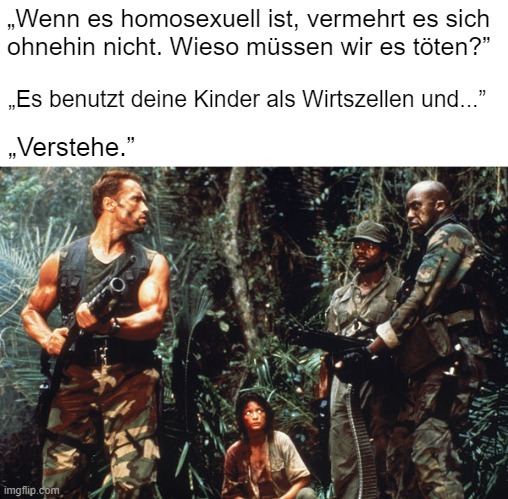 „Wenn es homosexuell ist, vermehrt es sich
ohnehin nicht. Wieso müssen wir es töten?”
„Es benutzt deine Kinder als Wirtszellen und...”
„Verstehe.”
imgflip.com